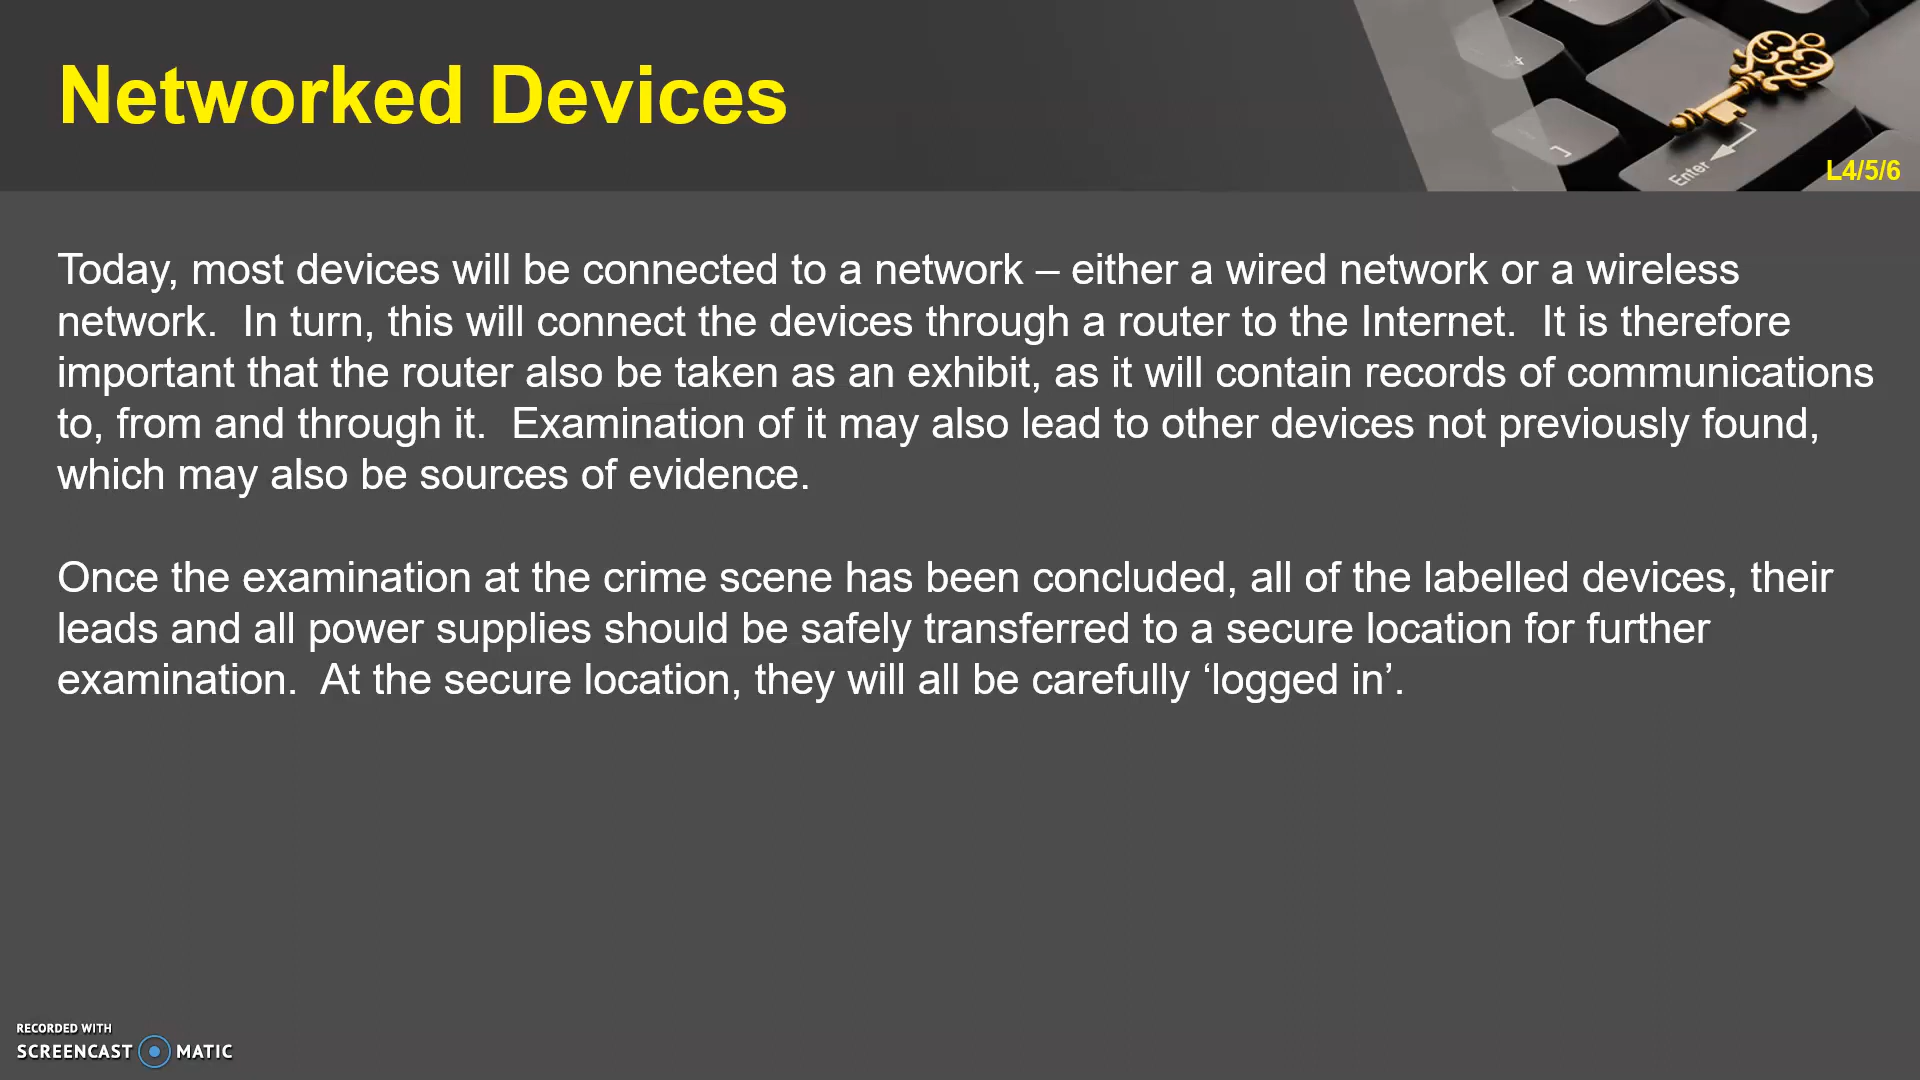 Networked Devices
Enter
L4/5/6
Today, most devices will be connected to a network – either a wired network or a wireless
network.  In turn, this will connect the devices through a router to the Internet.  It is therefore
important that the router also be taken as an exhibit, as it will contain records of communications
to, from and through it.  Examination of it may also lead to other devices not previously found,
which may also be sources of evidence.
Once the examination at the crime scene has been concluded, all of the labelled devices, their
leads and all power supplies should be safely transferred to a secure location for further
examination.  At the secure location, they will all be carefully ‘logged in’.
RECORDED WITH
SCREENCAST MATIC